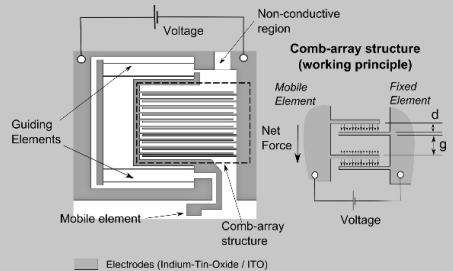 Voltage
Non-conductive
region
Comb-array structure
(working principle)
Mobile
Element
Fixed
Element
d
Guiding
Elements
Net
Force
g
Mobile element
Comb-array
structure
Voltage
Electrodes (Indium-Tin-Oxide / ITO)